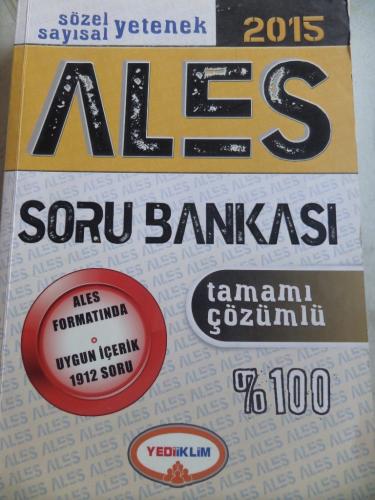 sözel
sayısal yetenek
2015
ALES
SORU BANKASI
ALES
FORMATINDA
UYGUN İÇERİK
1912 SORU
tamamı
çözümlü
%100
YEDİİKLİM